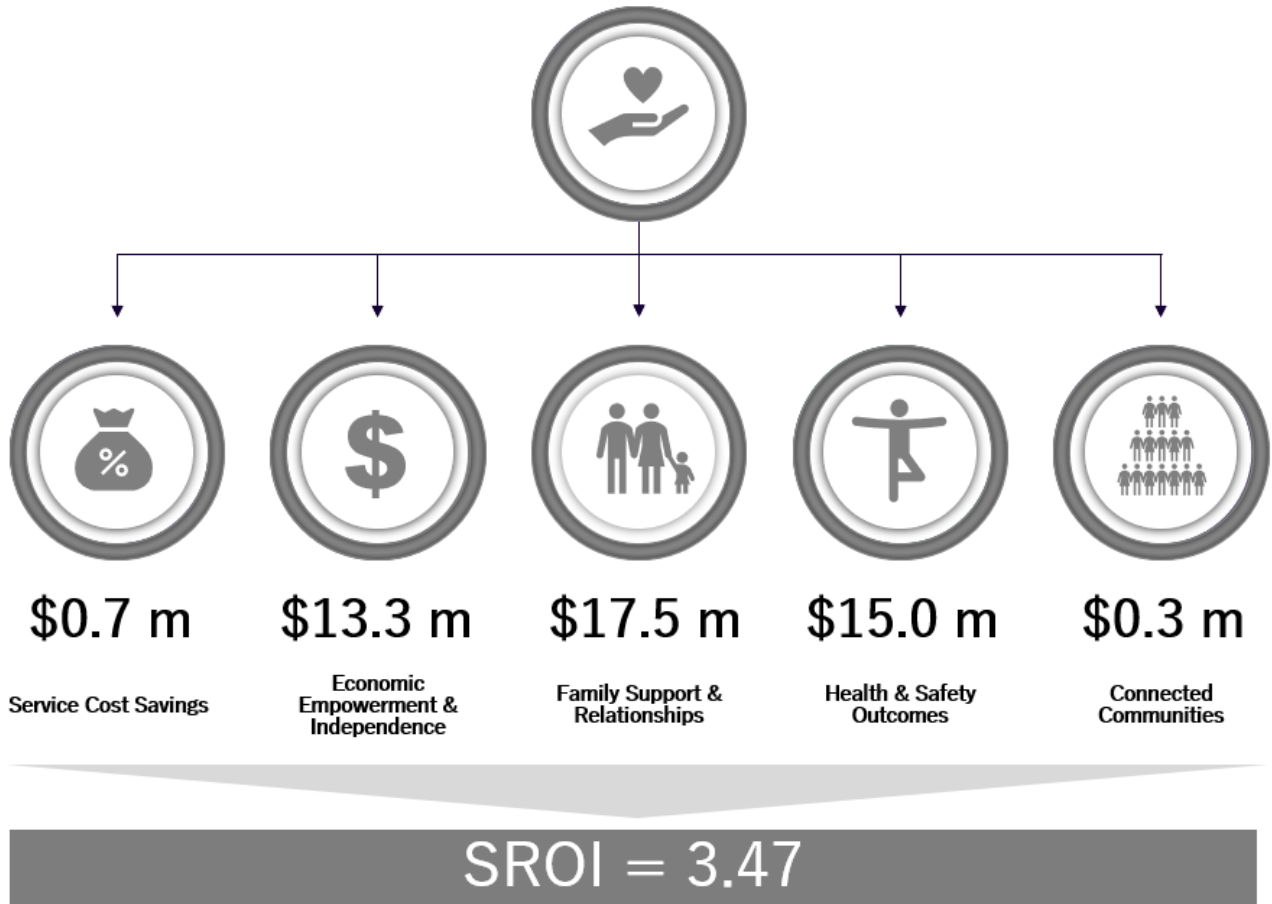 %
$
$0.7 m
$13.3 m
$17.5 m
$15.0 m
$0.3 m
Service Cost Savings
Economic
Empowerment &
Independence
Family Support &
Relationships
Health & Safety
Outcomes
Connected
Communities
SROI = 3.47